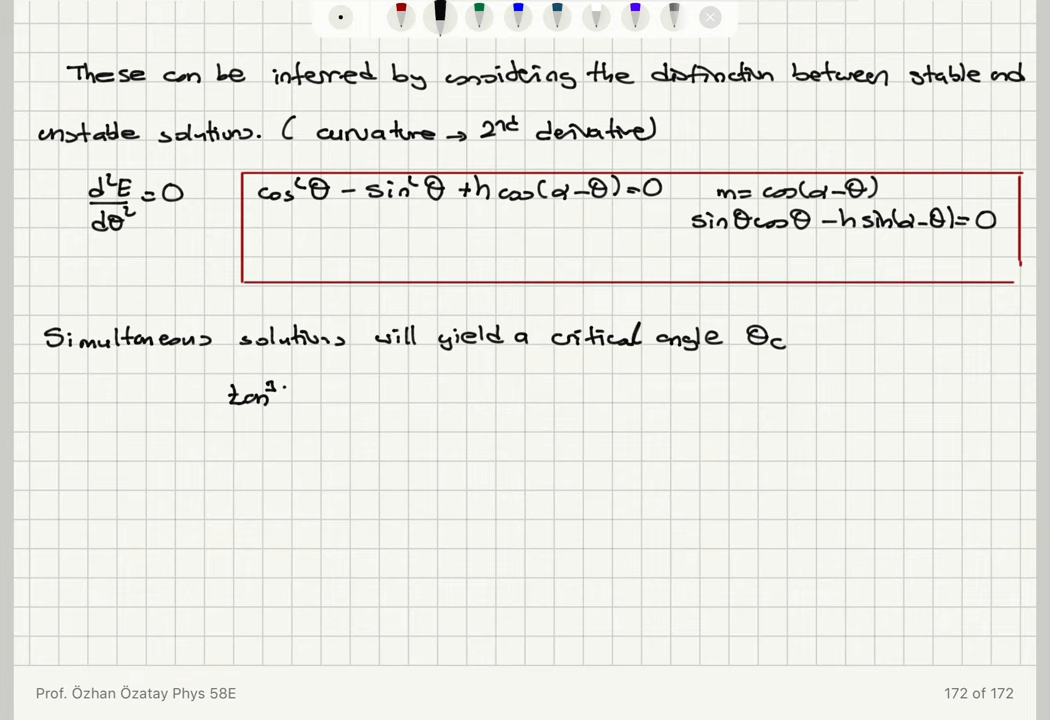 These can be inferred by considering the distinction between stable and
unstable solutions. ( curvature → 2nd derivative)
d²E/dθ² = 0 cos²θ - sin²θ + h cos(α-θ) = 0 m = cos(α-θ)
sinθcosθ - h sin(α-θ) = 0
Simultaneous solutions will yield a critical angle θc
tan³
Prof. Özhan Özatay Phys 58E 172 of 172